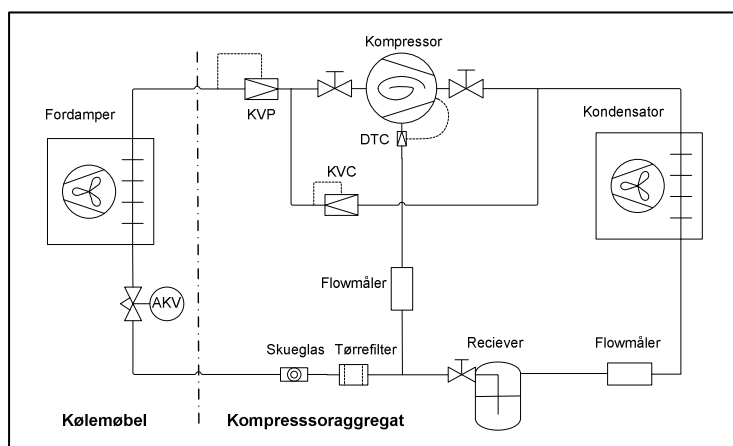 Kompressor
Fordamper
Kondensator
KVP
DTC
KVC
Flowmåler
AKV
Skueglas
Tørrefilter
Reciever
Flowmåler
Kølemøbel
Kompresssoraggregat